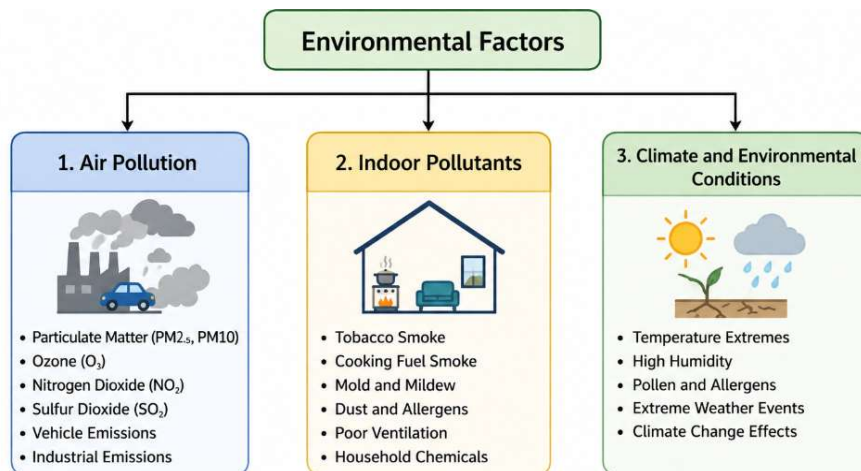 Environmental Factors
1. Air Pollution
• Particulate Matter (PM2.₅, PM10)
• Ozone (O₃)
• Nitrogen Dioxide (NO₂)
• Sulfur Dioxide (SO₂)
• Vehicle Emissions
• Industrial Emissions
2. Indoor Pollutants
• Tobacco Smoke
• Cooking Fuel Smoke
• Mold and Mildew
• Dust and Allergens
• Poor Ventilation
• Household Chemicals
3. Climate and Environmental
Conditions
• Temperature Extremes
• High Humidity
• Pollen and Allergens
• Extreme Weather Events
• Climate Change Effects